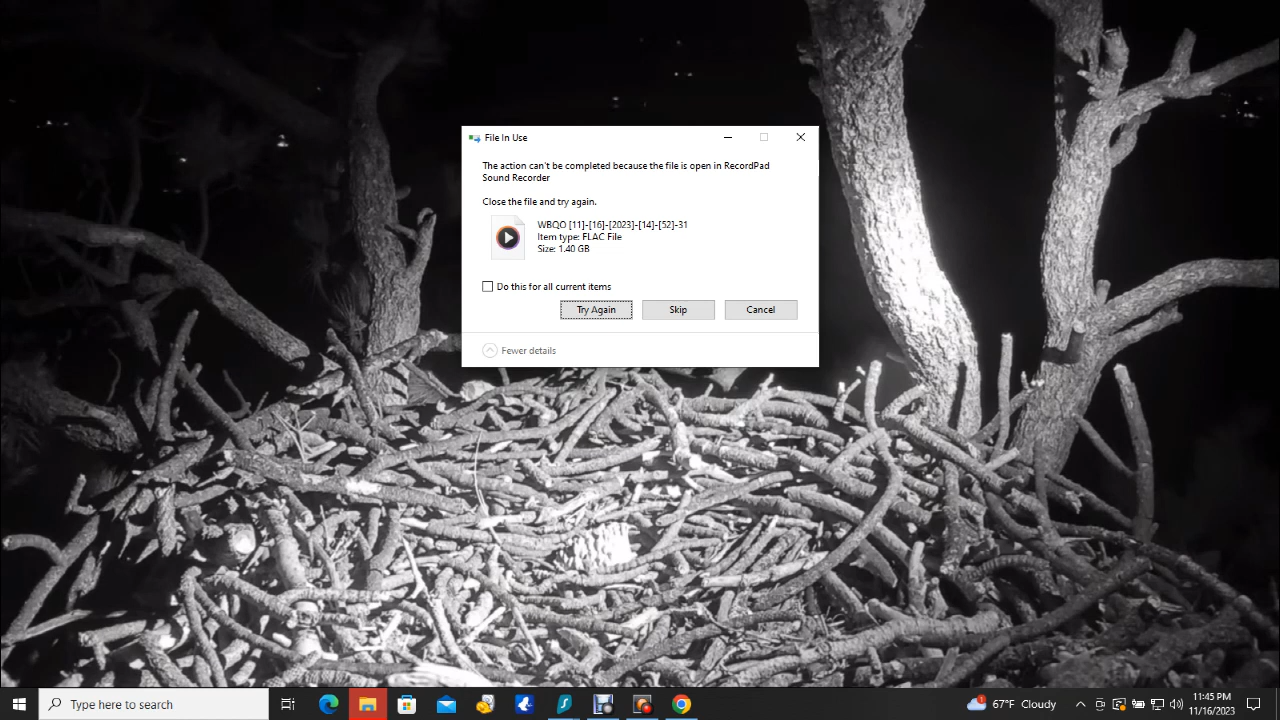 File In Use
The action can't be completed because the file is open in RecordPad
Sound Recorder
Close the file and try again.
WBQO [11]-[16]-[2023]-[14]-[52]-31
Item type: FLAC File
Size: 1.40 GB
Do this for all current items
Try Again Skip Cancel
Fewer details
Type here to search
1
67°F Cloudy
11:45 PM
11/16/2023